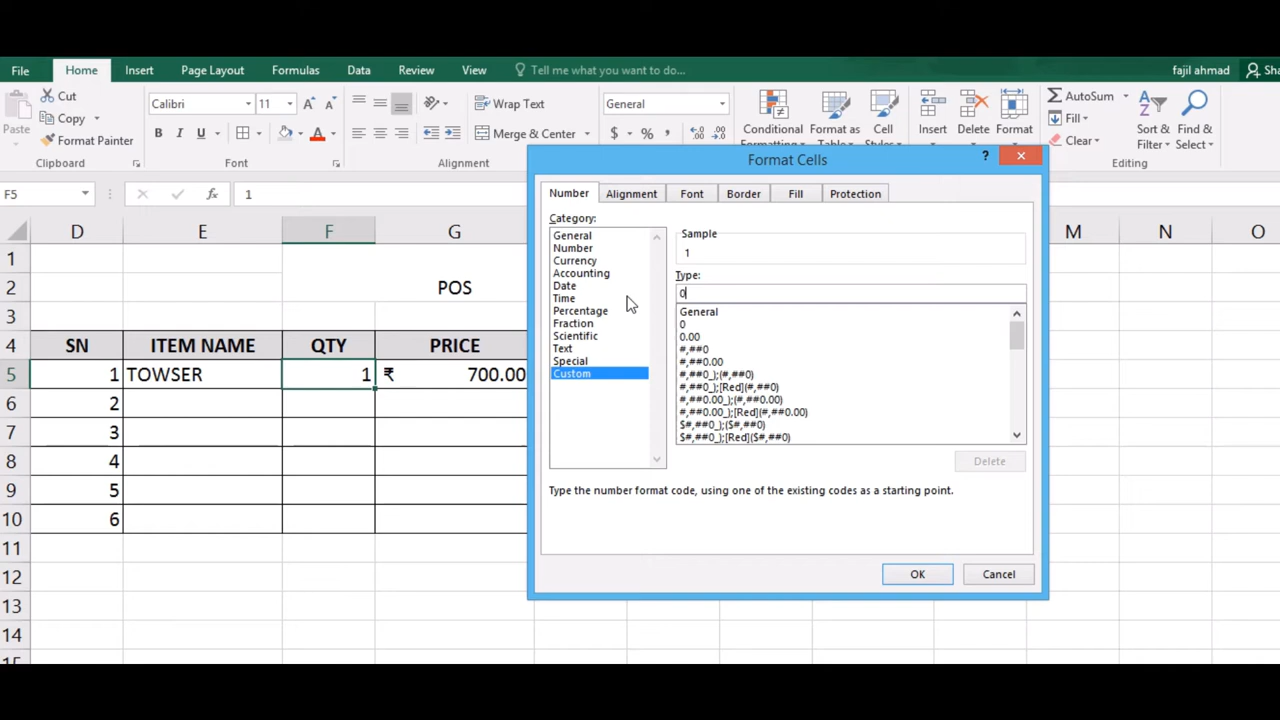 File Home Insert Page Layout Formulas Data Review View Tell me what you want to do... fajil ahmad Sha
Cut Calibri 11 Wrap Text General AutoSum
Copy Fill
Paste Format Painter B I U Merge & Center $ % Conditional Format as Cell Insert Delete Format Clear Sort & Find &
Formatting Table Styles Filter Select
Clipboard Font Alignment Editing
Format Cells ?
F5 fx 1
Number Alignment Font Border Fill Protection
Category:
General
Number
Currency
Accounting
Date
Time
Percentage
Fraction
Scientific
Text
Special
Custom
Sample
1
Type:
0
General
0
0.00
#,##0
#,##0.00
#,##0_);(#,##0)
#,##0_);[Red](#,##0)
#,##0.00_);(#,##0.00)
#,##0.00_);[Red](#,##0.00)
$#,##0_);($#,##0)
$#,##0_);[Red]($#,##0)
Delete
Type the number format code, using one of the existing codes as a starting point.
OK Cancel
D E F G M N O
1
2 POS
3
4 SN ITEM NAME QTY PRICE
5 1 TOWSER 1 ₹ 700.00
6 2
7 3
8 4
9 5
10 6
11
12
13
14